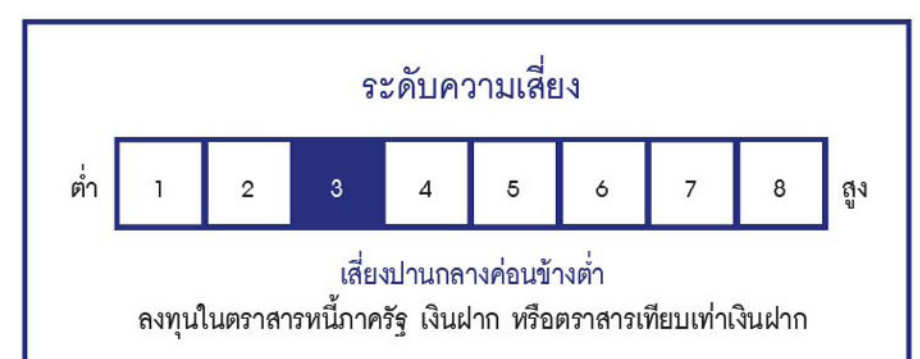 ระดับความเสี่ยง
ต่ำ 1 2 3 4 5 6 7 8 สูง
เสี่ยงปานกลางค่อนข้างต่ำ
ลงทุนในตราสารหนี้ภาครัฐ เงินฝาก หรือตราสารเทียบเท่าเงินฝาก